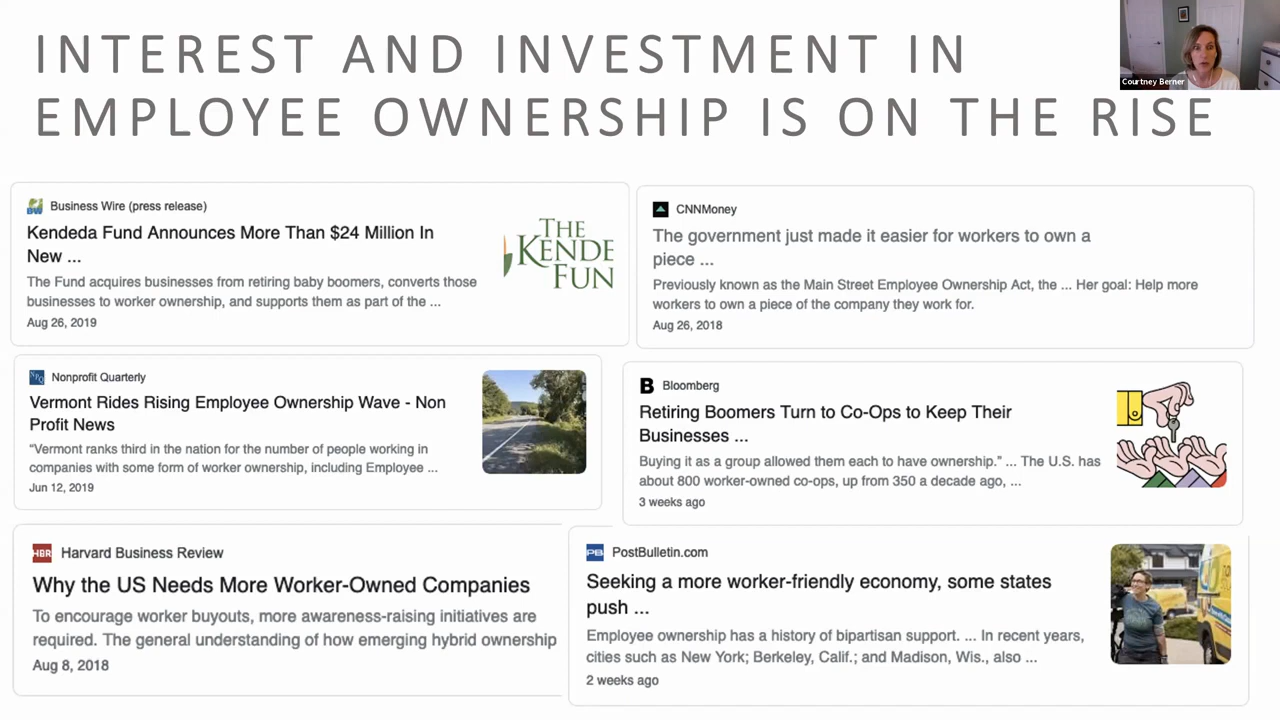 INTEREST AND INVESTMENT IN
EMPLOYEE OWNERSHIP IS ON THE RISE
Courtney Berner
BW
Business Wire (press release)
Kendeda Fund Announces More Than $24 Million In
New ...
The Fund acquires businesses from retiring baby boomers, converts those
businesses to worker ownership, and supports them as part of the ...
Aug 26, 2019
THE
KENDE
FUN
CNNMoney
The government just made it easier for workers to own a
piece ...
Previously known as the Main Street Employee Ownership Act, the ... Her goal: Help more
workers to own a piece of the company they work for.
Aug 26, 2018
NPQ
Nonprofit Quarterly
Vermont Rides Rising Employee Ownership Wave - Non
Profit News
“Vermont ranks third in the nation for the number of people working in
companies with some form of worker ownership, including Employee ...
Jun 12, 2019
B
Bloomberg
Retiring Boomers Turn to Co-Ops to Keep Their
Businesses ...
Buying it as a group allowed them each to have ownership.” ... The U.S. has
about 800 worker-owned co-ops, up from 350 a decade ago, ...
3 weeks ago
HBR
Harvard Business Review
Why the US Needs More Worker-Owned Companies
To encourage worker buyouts, more awareness-raising initiatives are
required. The general understanding of how emerging hybrid ownership
Aug 8, 2018
PB
PostBulletin.com
Seeking a more worker-friendly economy, some states
push ...
Employee ownership has a history of bipartisan support. ... In recent years,
cities such as New York; Berkeley, Calif.; and Madison, Wis., also ...
2 weeks ago